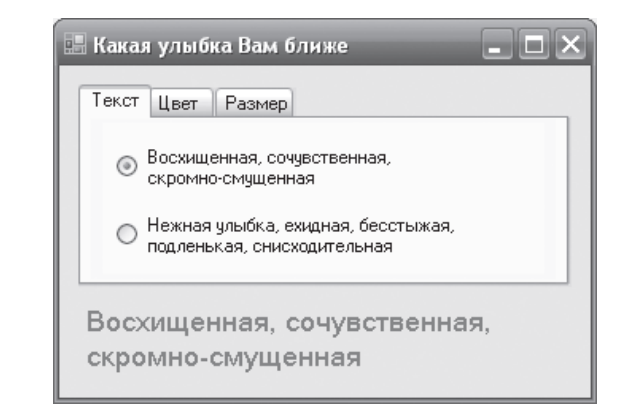 Какая улыбка Вам ближе
Текст Цвет Размер
Восхищенная, сочувственная,
скромно-смущенная
Нежная улыбка, ехидная, бесстыжая,
подленькая, снисходительная
Восхищенная, сочувственная,
скромно-смущенная